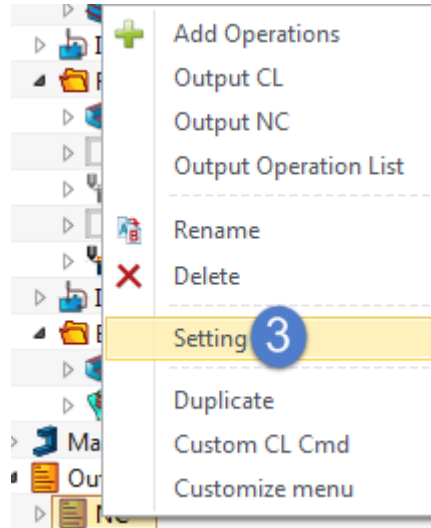 Add Operations
Output CL
Output NC
Output Operation List
Rename
Delete
Setting 3
Duplicate
Custom CL Cmd
Customize menu
Ma
Ou
NC